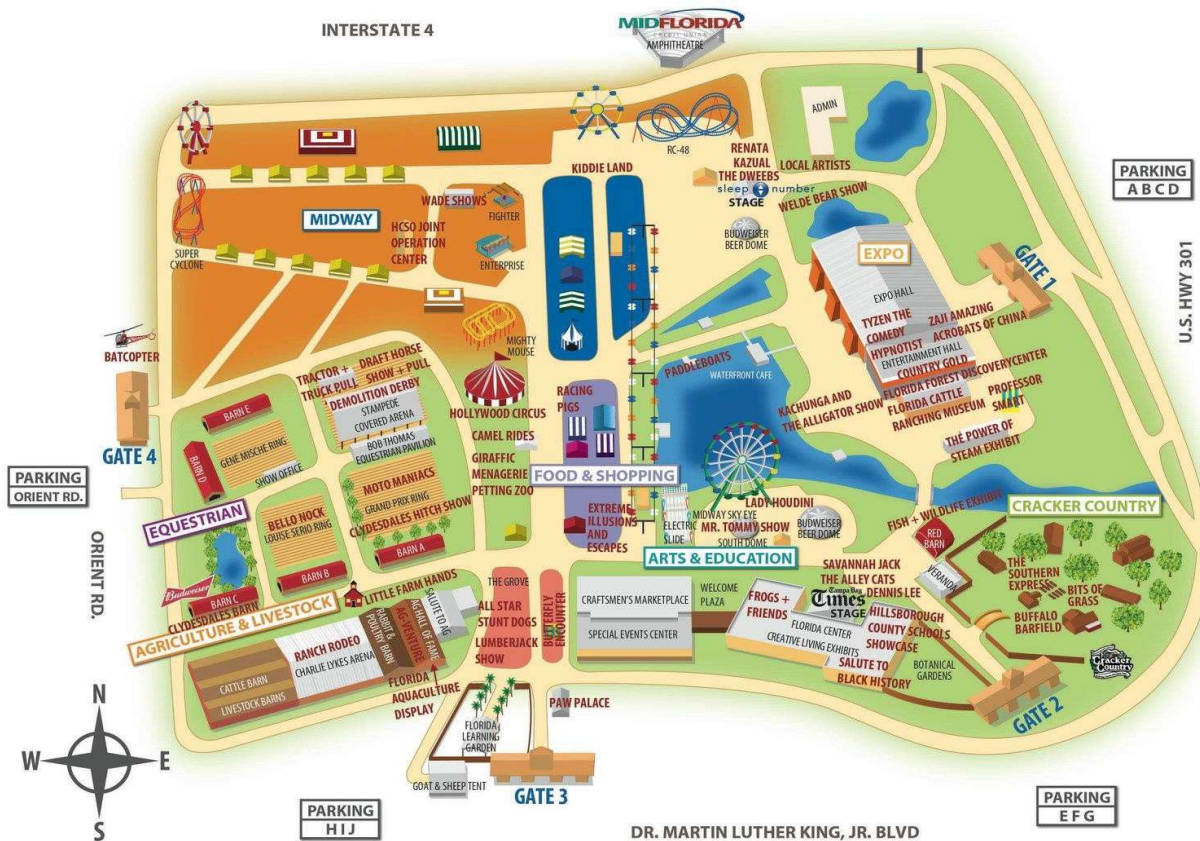 INTERSTATE 4
MIDFLORIDA
CREDIT UNION
AMPHITHEATRE
ADMIN
RC-48
RENATA
KAZUAL
THE DWEEBS
sleep number
STAGE
LOCAL ARTISTS
WELDE BEAR SHOW
BUDWEISER
BEER DOME
PARKING
A B C D
KIDDIE LAND
WADE SHOWS
FIGHTER
MIDWAY
HCSO JOINT
OPERATION
CENTER
ENTERPRISE
SUPER
CYCLONE
EXPO
EXPO HALL
GATE 1
U.S. HWY 301
TYZEN THE
COMEDY
HYPNOTIST
ZAJI AMAZING
ACROBATS OF CHINA
ENTERTAINMENT HALL
COUNTRY GOLD
FLORIDA FOREST DISCOVERYCENTER
FLORIDA CATTLE
RANCHING MUSEUM
PROFESSOR
SMART
THE POWER OF
STEAM EXHIBIT
BATCOPTER
MIGHTY
MOUSE
TRACTOR +
TRUCK PULL
DRAFT HORSE
SHOW + PULL
DEMOLITION DERBY
STAMPEDE
COVERED ARENA
BOB THOMAS
EQUESTRIAN PAVILION
HOLLYWOOD CIRCUS
RACING
PIGS
PADDLEBOATS
WATERFRONT CAFE
KACHUNGA AND
THE ALLIGATOR SHOW
BARN E
GENE MISCHE RING
BARN D
SHOW OFFICE
GATE 4
CAMEL RIDES
GIRAFFIC
MENAGERIE
PETTING ZOO
FOOD & SHOPPING
PARKING
ORIENT RD.
MOTO MANIACS
GRAND PRIX RING
CLYDESDALES HITCH SHOW
EQUESTRIAN
BELLO NOCK
LOUISE SERIO RING
EXTREME
ILLUSIONS
AND
ESCAPES
ELECTRIC
SLIDE
MIDWAY SKY EYE
LADY HOUDINI
MR. TOMMY SHOW
SOUTH DOME
BUDWEISER
BEER DOME
FISH + WILDLIFE EXHIBIT
CRACKER COUNTRY
RED
BARN
ORIENT RD.
BARN A
BARN B
Budweiser
BARN C
CLYDESDALES BARN
LITTLE FARM HANDS
ARTS & EDUCATION
VERANDA
THE
SOUTHERN
EXPRESS
BITS OF
GRASS
BUFFALO
BARFIELD
SAVANNAH JACK
THE ALLEY CATS
DENNIS LEE
AGRICULTURE & LIVESTOCK
THE GROVE
ALL STAR
STUNT DOGS
LUMBERJACK
SHOW
BUTTERFLY
ENCOUNTER
CRAFTSMEN'S MARKETPLACE
SPECIAL EVENTS CENTER
WELCOME
PLAZA
FROGS +
FRIENDS
Tampa Bay
Times
STAGE
FLORIDA CENTER
CREATIVE LIVING EXHIBITS
HILLSBOROUGH
COUNTY SCHOOLS
SHOWCASE
SALUTE TO
BLACK HISTORY
BOTANICAL
GARDENS
Cracker
Country
SALUTE TO AG
AG HALL OF FAME
AG-VENTURE
RABBIT &
POULTRY BARN
RANCH RODEO
CHARLIE LYKES ARENA
CATTLE BARN
LIVESTOCK BARNS
FLORIDA
AQUACULTURE
DISPLAY
FLORIDA
LEARNING
GARDEN
PAW PALACE
GATE 2
GOAT & SHEEP TENT
GATE 3
N
W
E
S
PARKING
H I J
PARKING
E F G
DR. MARTIN LUTHER KING, JR. BLVD